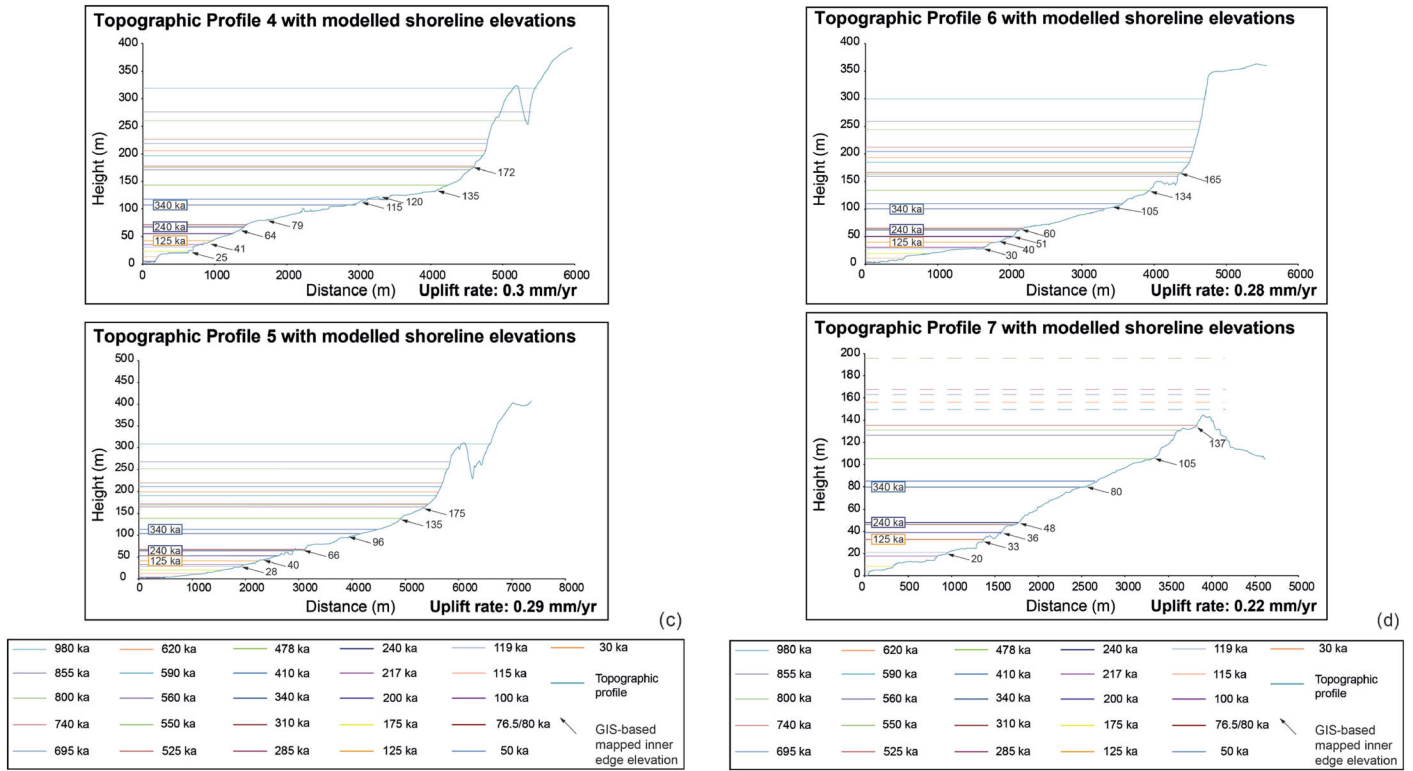 Topographic Profile 4 with modelled shoreline elevations
400
350
300
250
200
150
100
50
0
Height (m)
340 ka
240 ka
125 ka
25
41
64
79
115
120
135
172
0 1000 2000 3000 4000 5000 6000
Distance (m)
Uplift rate: 0.3 mm/yr
Topographic Profile 5 with modelled shoreline elevations
500
450
400
350
300
250
200
150
100
50
0
Height (m)
340 ka
240 ka
125 ka
28
40
66
96
135
175
0 1000 2000 3000 4000 5000 6000 7000 8000
Distance (m)
Uplift rate: 0.29 mm/yr
(c)
980 ka 620 ka 478 ka 240 ka 119 ka 30 ka
855 ka 590 ka 410 ka 217 ka 115 ka Topographic profile
800 ka 560 ka 340 ka 200 ka 100 ka
740 ka 550 ka 310 ka 175 ka 76.5/80 ka GIS-based mapped inner edge elevation
695 ka 525 ka 285 ka 125 ka 50 ka
Topographic Profile 6 with modelled shoreline elevations
400
350
300
250
200
150
100
50
0
Height (m)
340 ka
240 ka
125 ka
30
40
51
60
105
134
165
0 1000 2000 3000 4000 5000 6000
Distance (m)
Uplift rate: 0.28 mm/yr
Topographic Profile 7 with modelled shoreline elevations
200
180
160
140
120
100
80
60
40
20
0
Height (m)
340 ka
240 ka
125 ka
20
33
36
48
80
105
137
0 500 1000 1500 2000 2500 3000 3500 4000 4500 5000
Distance (m)
Uplift rate: 0.22 mm/yr
(d)
980 ka 620 ka 478 ka 240 ka 119 ka 30 ka
855 ka 590 ka 410 ka 217 ka 115 ka Topographic profile
800 ka 560 ka 340 ka 200 ka 100 ka
740 ka 550 ka 310 ka 175 ka 76.5/80 ka GIS-based mapped inner edge elevation
695 ka 525 ka 285 ka 125 ka 50 ka